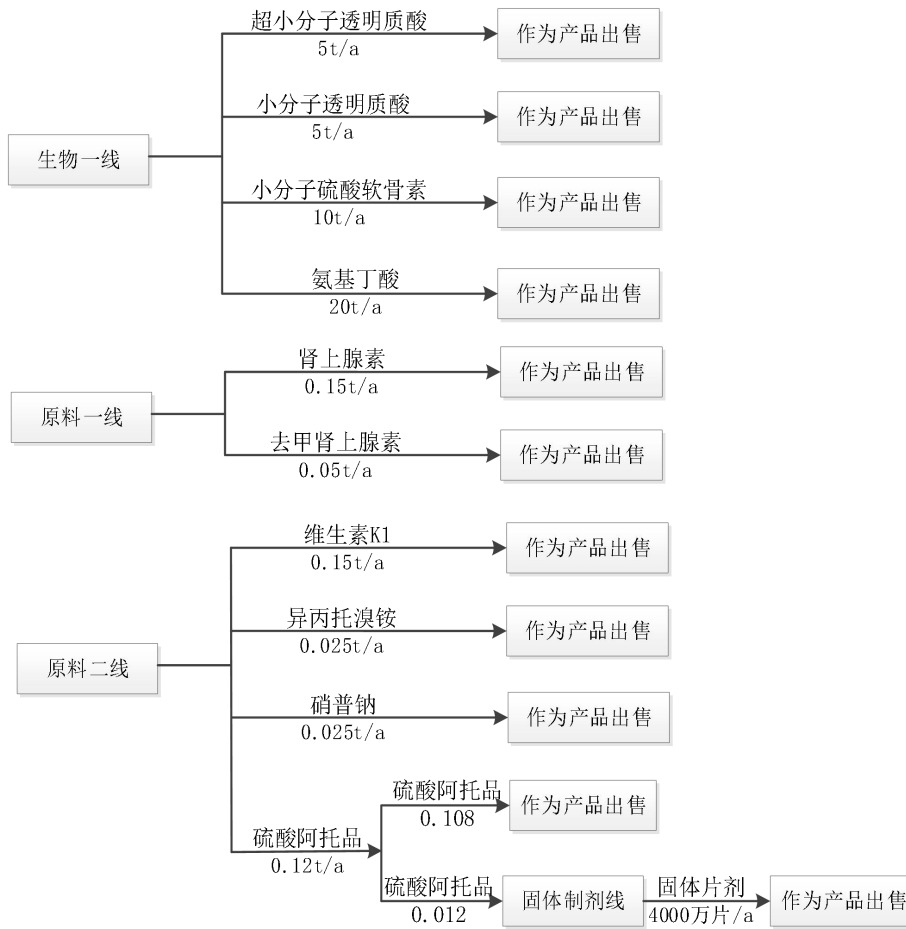 超小分子透明质酸
5t/a
作为产品出售
小分子透明质酸
5t/a
作为产品出售
生物一线
小分子硫酸软骨素
10t/a
作为产品出售
氨基丁酸
20t/a
作为产品出售
肾上腺素
0.15t/a
作为产品出售
原料一线
去甲肾上腺素
0.05t/a
作为产品出售
维生素K1
0.15t/a
作为产品出售
异丙托溴铵
0.025t/a
作为产品出售
原料二线
硝普钠
0.025t/a
作为产品出售
硫酸阿托品
0.12t/a
硫酸阿托品
0.108
作为产品出售
硫酸阿托品
0.012
固体制剂线
固体片剂
4000万片/a
作为产品出售